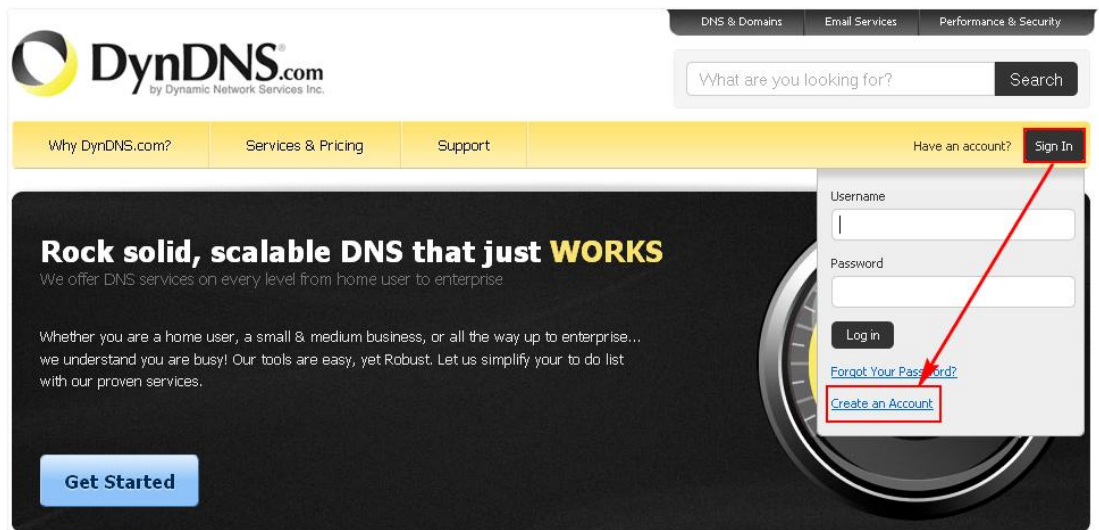 DNS & Domains Email Services Performance & Security
DynDNS®.com
by Dynamic Network Services Inc.
What are you looking for? Search
Why DynDNS.com? Services & Pricing Support Have an account? Sign In
Username
Password
Log in
Forgot Your Password?
Create an Account
Rock solid, scalable DNS that just WORKS
We offer DNS services on every level from home user to enterprise
Whether you are a home user, a small & medium business, or all the way up to enterprise...
we understand you are busy! Our tools are easy, yet Robust. Let us simplify your to do list
with our proven services.
Get Started